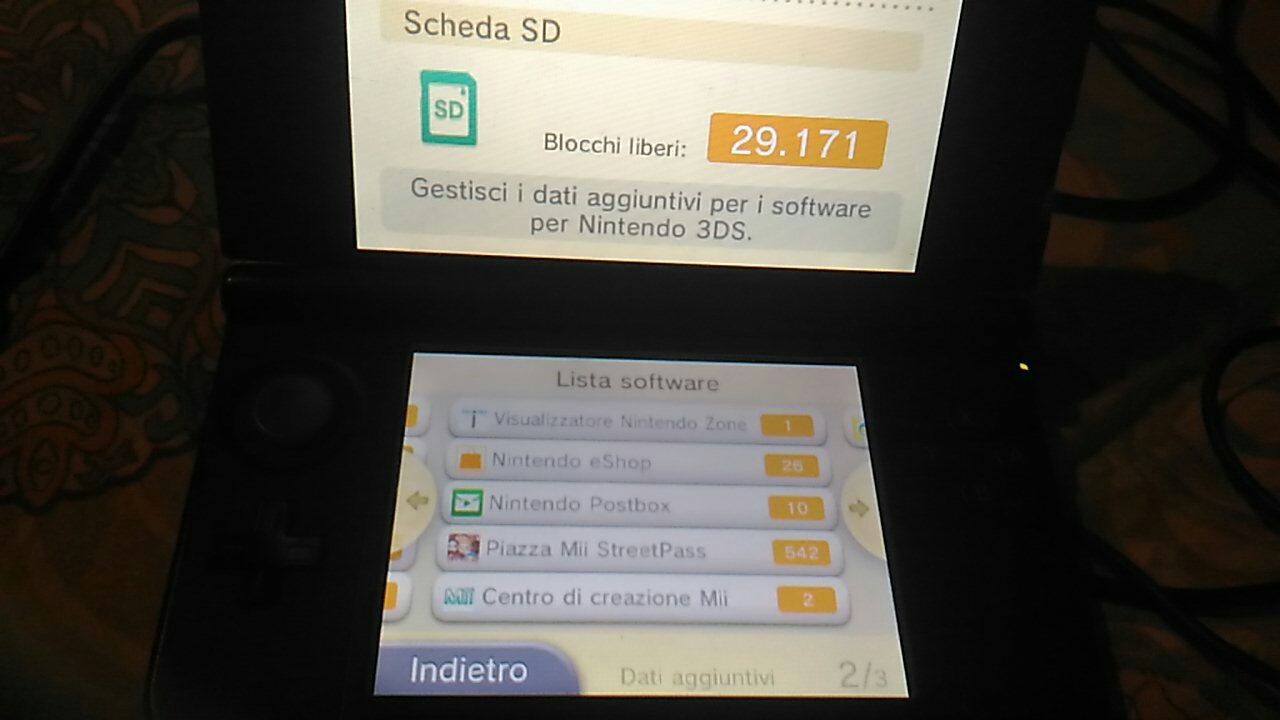 Scheda SD
SD
Blocchi liberi: 29.171
Gestisci i dati aggiuntivi per i software
per Nintendo 3DS.
Lista software
Visualizzatore Nintendo Zone 1
Nintendo eShop 26
Nintendo Postbox 10
Piazza Mii StreetPass 542
Mii Centro di creazione Mii 2
Indietro Dati aggiuntivi 2/3